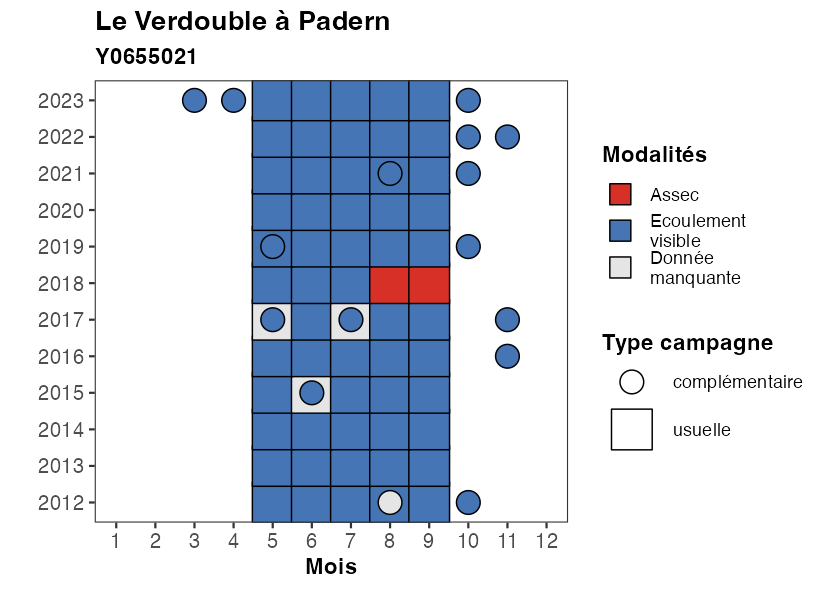 Le Verdouble à Padern
Y0655021
2023
2022
2021
2020
2019
2018
2017
2016
2015
2014
2013
2012
1 2 3 4 5 6 7 8 9 10 11 12
Mois
Modalités
Assec
Ecoulement
visible
Donnée
manquante
Type campagne
complémentaire
usuelle